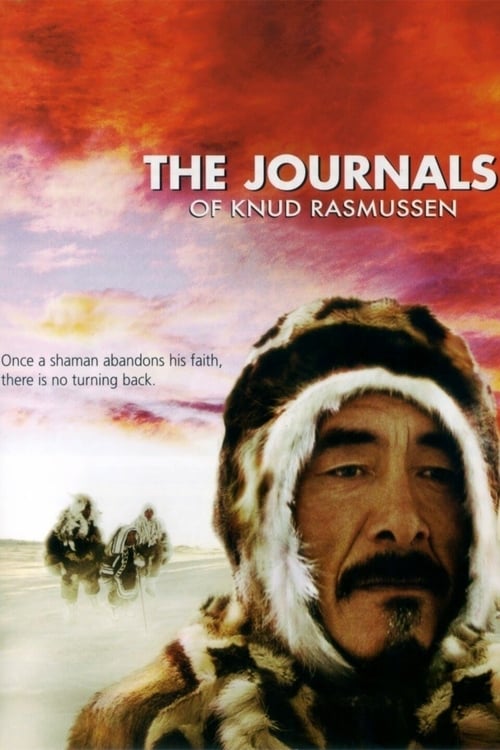 THE JOURNALS
OF KNUD RASMUSSEN
Once a shaman abandons his faith,
there is no turning back.